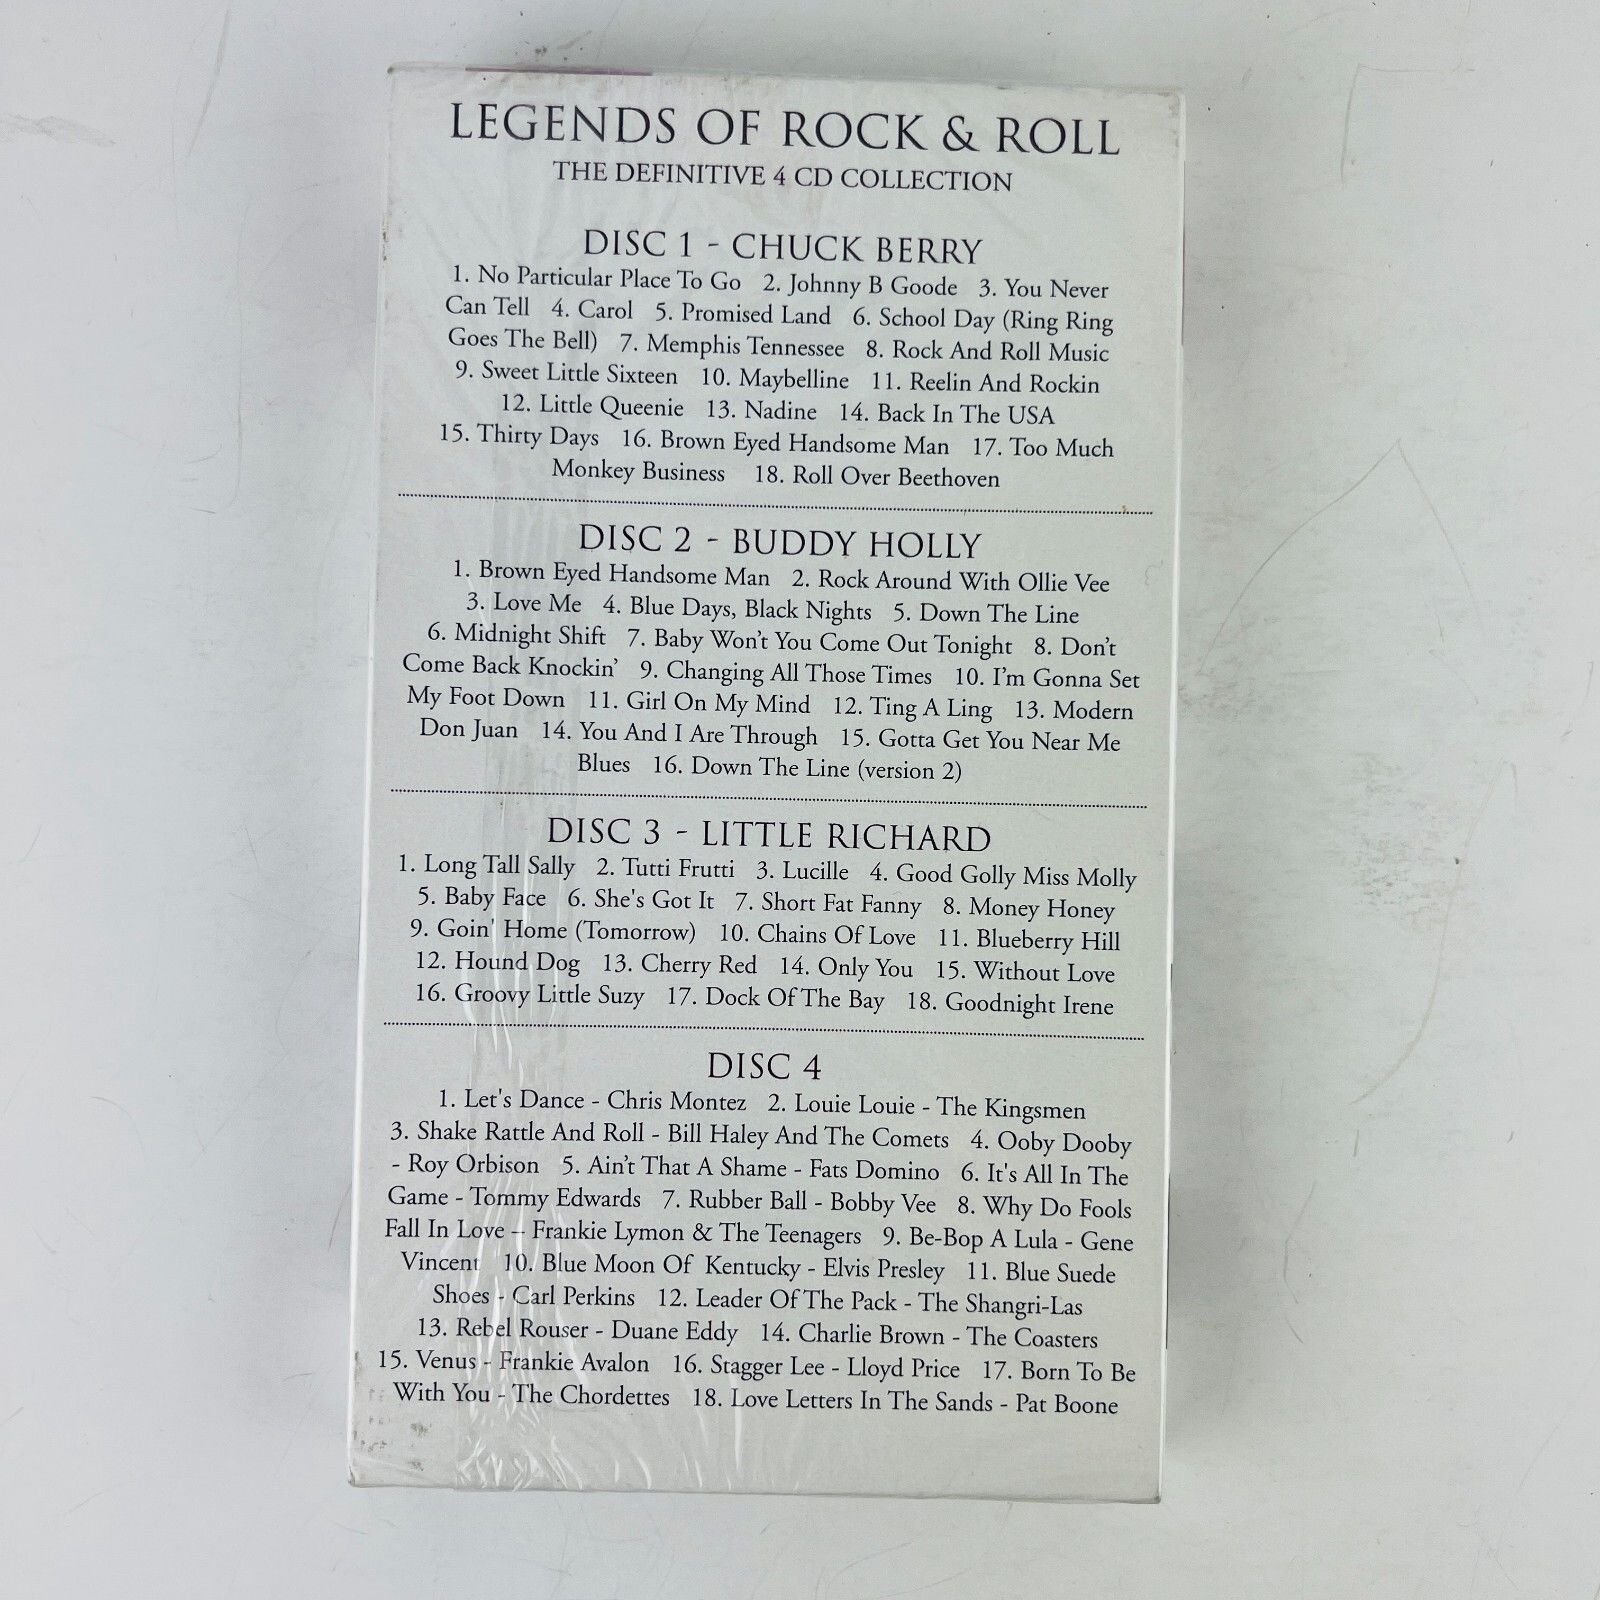 LEGENDS OF ROCK & ROLL
THE DEFINITIVE 4 CD COLLECTION
DISC 1 - CHUCK BERRY
1. No Particular Place To Go 2. Johnny B Goode 3. You Never
Can Tell 4. Carol 5. Promised Land 6. School Day (Ring Ring
Goes The Bell) 7. Memphis Tennessee 8. Rock And Roll Music
9. Sweet Little Sixteen 10. Maybelline 11. Reelin And Rockin
12. Little Queenie 13. Nadine 14. Back In The USA
15. Thirty Days 16. Brown Eyed Handsome Man 17. Too Much
Monkey Business 18. Roll Over Beethoven
DISC 2 - BUDDY HOLLY
1. Brown Eyed Handsome Man 2. Rock Around With Ollie Vee
3. Love Me 4. Blue Days, Black Nights 5. Down The Line
6. Midnight Shift 7. Baby Won't You Come Out Tonight 8. Don't
Come Back Knockin' 9. Changing All Those Times 10. I'm Gonna Set
My Foot Down 11. Girl On My Mind 12. Ting A Ling 13. Modern
Don Juan 14. You And I Are Through 15. Gotta Get You Near Me
Blues 16. Down The Line (version 2)
DISC 3 - LITTLE RICHARD
1. Long Tall Sally 2. Tutti Frutti 3. Lucille 4. Good Golly Miss Molly
5. Baby Face 6. She's Got It 7. Short Fat Fanny 8. Money Honey
9. Goin' Home (Tomorrow) 10. Chains Of Love 11. Blueberry Hill
12. Hound Dog 13. Cherry Red 14. Only You 15. Without Love
16. Groovy Little Suzy 17. Dock Of The Bay 18. Goodnight Irene
DISC 4
1. Let's Dance - Chris Montez 2. Louie Louie - The Kingsmen
3. Shake Rattle And Roll - Bill Haley And The Comets 4. Ooby Dooby
- Roy Orbison 5. Ain't That A Shame - Fats Domino 6. It's All In The
Game - Tommy Edwards 7. Rubber Ball - Bobby Vee 8. Why Do Fools
Fall In Love – Frankie Lymon & The Teenagers 9. Be-Bop A Lula - Gene
Vincent 10. Blue Moon Of Kentucky - Elvis Presley 11. Blue Suede
Shoes - Carl Perkins 12. Leader Of The Pack - The Shangri-Las
13. Rebel Rouser - Duane Eddy 14. Charlie Brown - The Coasters
15. Venus - Frankie Avalon 16. Stagger Lee - Lloyd Price 17. Born To Be
With You - The Chordettes 18. Love Letters In The Sands - Pat Boone